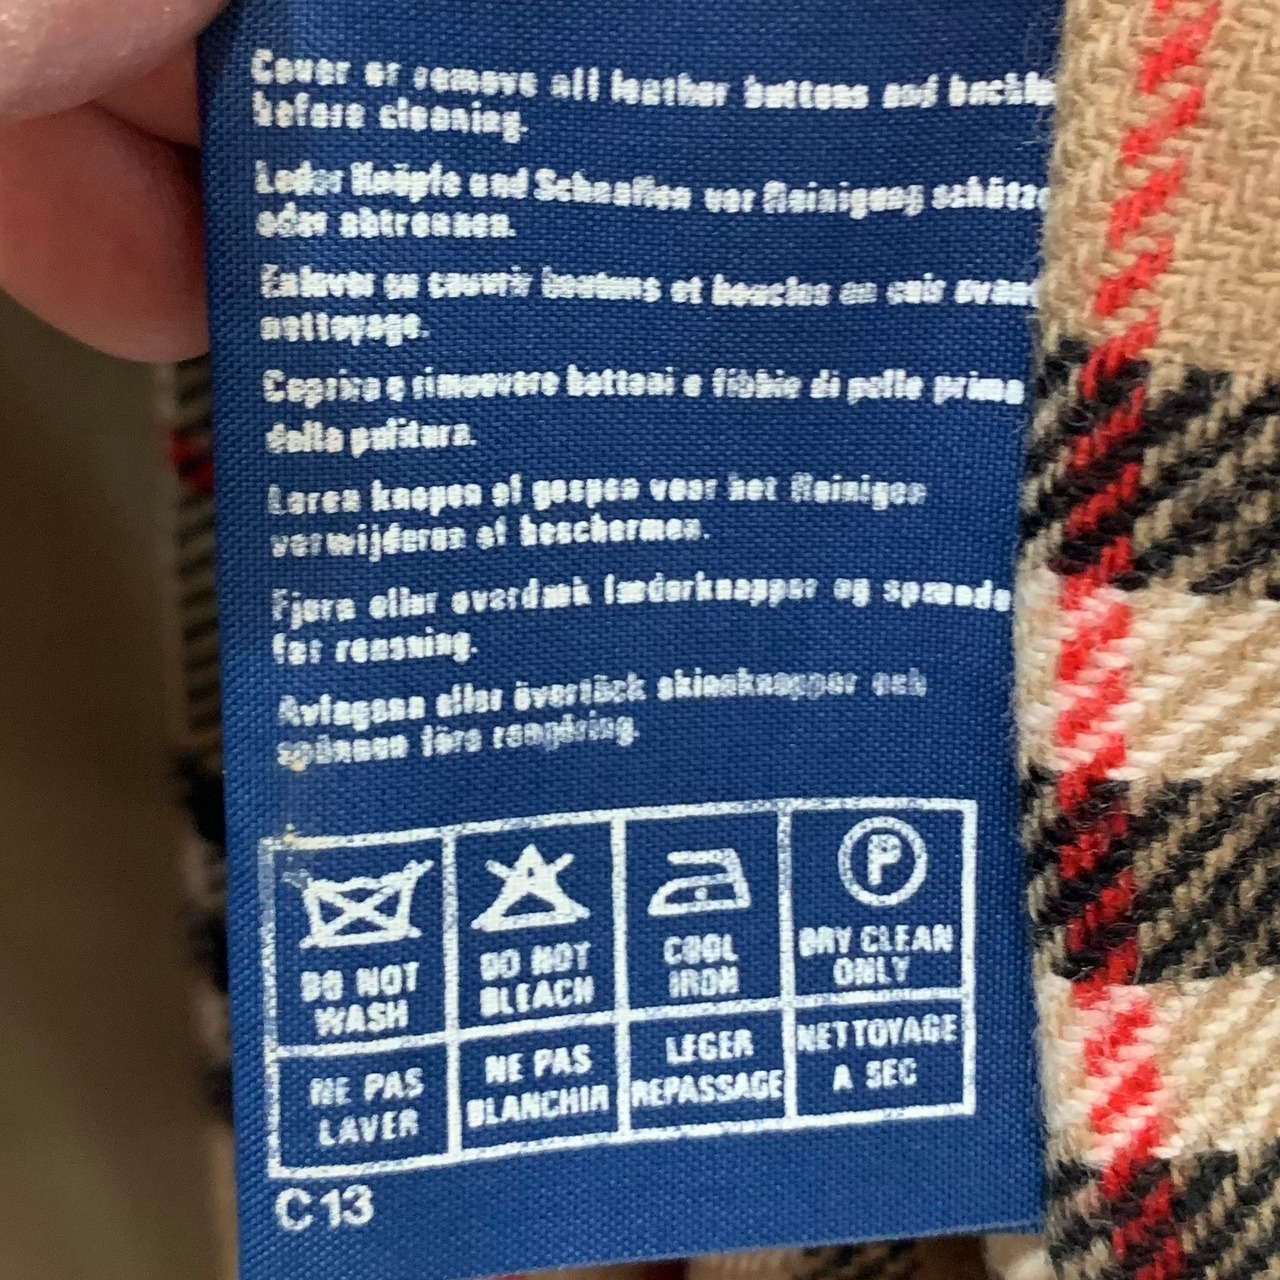 Cover or remove all leather buttons and buckle
before cleaning.
Leder Knöpfe und Schnallen vor Reinigung schütze
oder abtrennen.
Enlever ou couvrir boutons et boucles en cuir avant
nettoyage.
Coprire e rimuovere bottoni e fibbie di pelle prima
della pulitura.
Leren knopen of gespen voor het Reinigen
verwijderen of beschermen.
Fjern eller overdæk læderknapper og spænde
før rensning.
Avlägsna eller övertäck skinnknappar och
spännen före rengöring.
DO NOT
WASH
DO NOT
BLEACH
COOL
IRON
P
DRY CLEAN
ONLY
NE PAS
LAVER
NE PAS
BLANCHIR
LEGER
REPASSAGE
NETTOYAGE
A SEC
C13